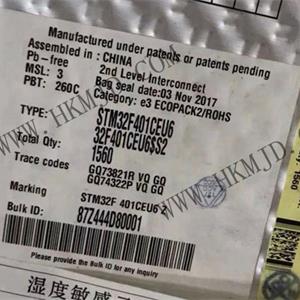 Manufactured under patents or patents pending
Assembled in : CHINA
Pb-free
2nd Level Interconnect
MSL: 3
Bag seal date:03 Nov 2017
PBT: 260C
Category: e3 ECOPACK2/ROHS
TYPE: STM32F401CEU6
32F401CEU6$S2
Total Qty: 1560
Trace codes
GQ73821R VQ GQ
GQ74322P VQ GQ
Marking
STM32F 401CEU6 2
Bulk ID: 87Z444D80001
Please provide the Bulk ID for any inquiry
湿度敏感
WWW.HKMJD
1560